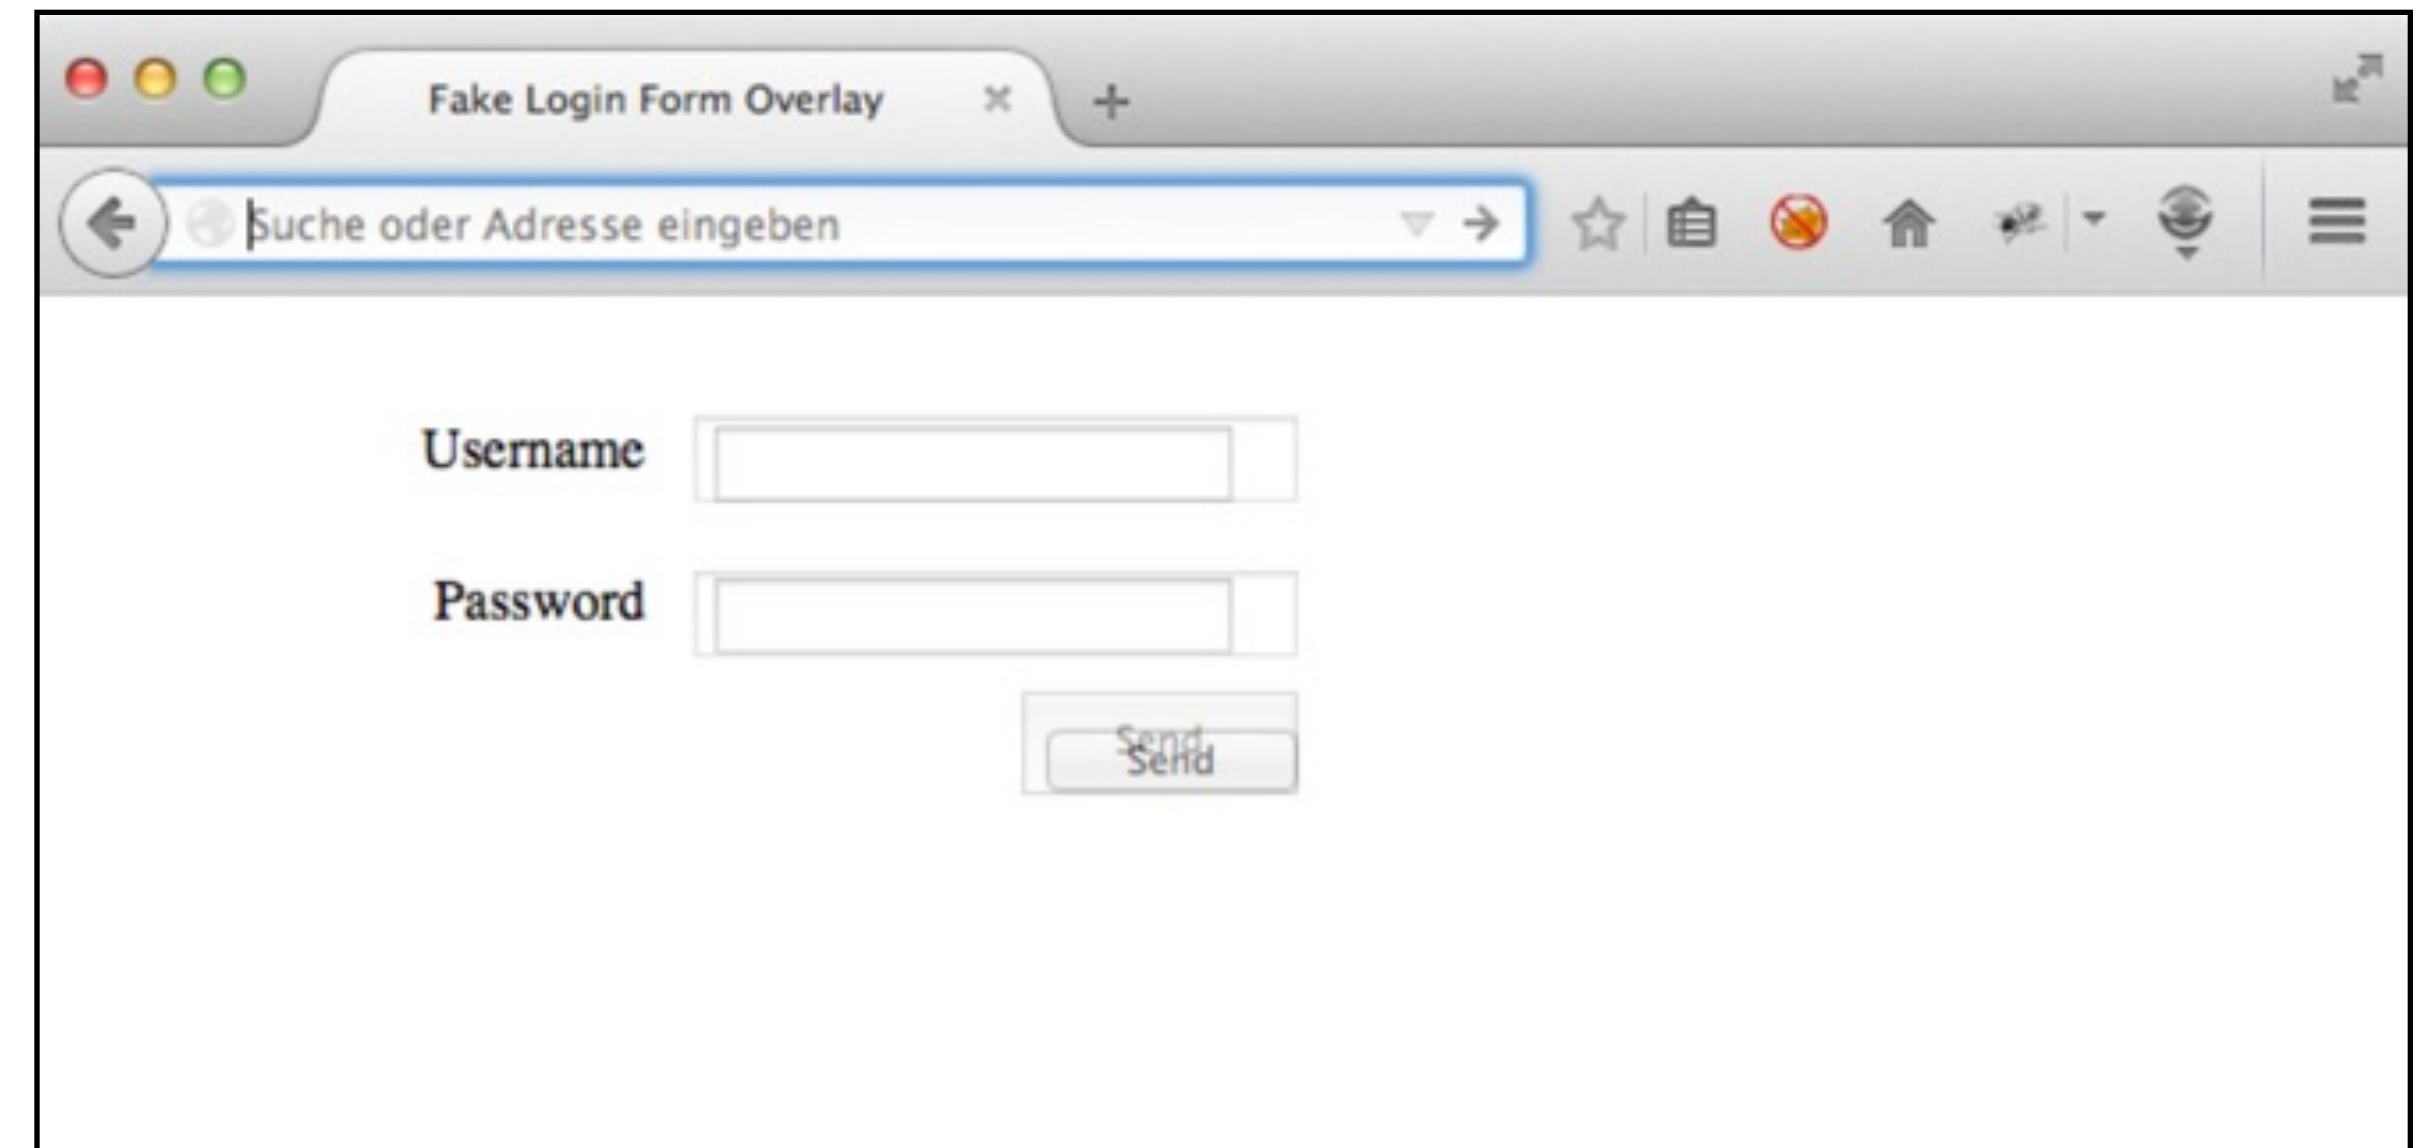 Fake Login Form Overlay
Suche oder Adresse eingeben
Username
Password
Send
Send